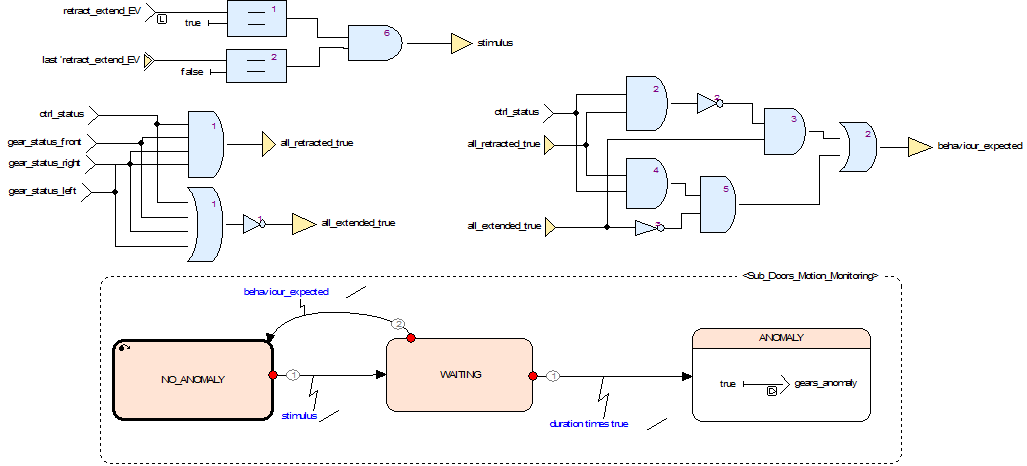 retract_extend_EV
L
true
1
last 'retract_extend_EV
false
2
6
stimulus
ctrl_status
gear_status_front
gear_status_right
gear_status_left
1
all_retracted_true
1
1
all_extended_true
ctrl_status
all_retracted_true
all_extended_true
2
2
3
4
5
3
2
behaviour_expected
<Sub_Doors_Motion_Monitoring>
behaviour_expected
2
NO_ANOMALY
1
stimulus
WAITING
1
duration times true
ANOMALY
true
D
gears_anomaly